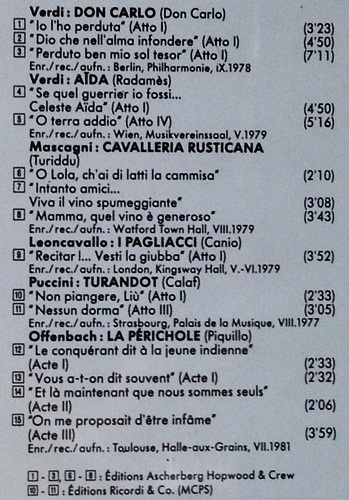 Verdi : DON CARLO (Don Carlo)
1 "Io l'ho perduta" (Atto I) (3'23)
2 "Dio che nell'alma infondere" (Atto I) (4'50)
3 "Perduto ben mio sol tesor" (Atto I) (7'11)
Enr./rec./aufn. : Berlin, Philharmonie, IX.1978
Verdi : AÏDA (Radamès)
4 "Se quel guerrier io fossi...
Celeste Aïda" (Atto I) (4'50)
5 "O terra addio" (Atto IV) (5'16)
Enr./rec./aufn. : Wien, Musikvereinssaal, V.1979
Mascagni : CAVALLERIA RUSTICANA
(Turiddu)
6 "O Lola, ch'ai di latti la cammisa" (2'10)
7 "Intanto amici...
Viva il vino spumeggiante" (3'08)
8 "Mamma, quel vino è generoso" (3'43)
Enr./rec./aufn. : Watford Town Hall, VIII.1979
Leoncavallo : I PAGLIACCI (Canio)
9 "Recitar !... Vesti la giubba" (Atto I) (3'52)
Enr./rec./aufn. : London, Kingsway Hall, V.-VI.1979
Puccini : TURANDOT (Calaf)
10 "Non piangere, Liù" (Atto I) (2'33)
11 "Nessun dorma" (Atto III) (3'05)
Enr./rec./aufn. : Strasbourg, Palais de la Musique, VIII.1977
Offenbach : LA PÉRICHOLE (Piquillo)
12 "Le conquérant dit à la jeune indienne"
(Acte I) (2'33)
13 "Vous a-t-on dit souvent" (Acte I) (2'32)
14 "Et là maintenant que nous sommes seuls"
(Acte II) (2'06)
15 "On me proposait d'être infâme"
(Acte III) (3'59)
Enr./rec./aufn. : Toulouse, Halle-aux-Grains, VII.1981
1 - 3, 5 - 8 : Éditions Ascherberg Hopwood & Crew
10 - 11 : Éditions Ricordi & Co. (MCPS)